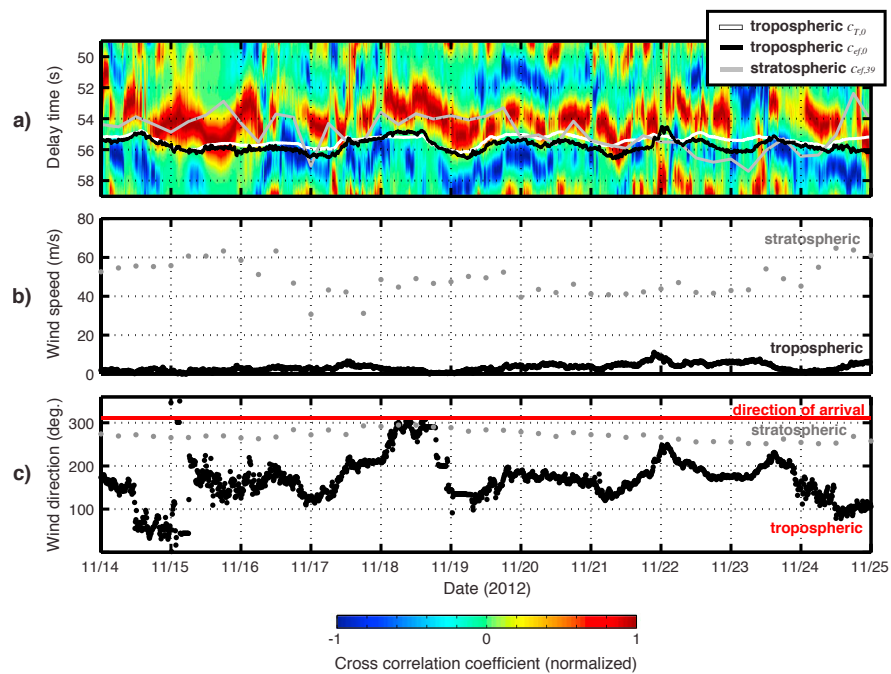 tropospheric c_T,0
tropospheric c_ef,0
stratospheric c_ef,39
a)
Delay time (s)
50
52
54
56
58
b)
Wind speed (m/s)
80
60
40
20
0
stratospheric
tropospheric
c)
Wind direction (deg.)
300
200
100
direction of arrival
stratospheric
tropospheric
11/14 11/15 11/16 11/17 11/18 11/19 11/20 11/21 11/22 11/23 11/24 11/25
Date (2012)
-1 0 1
Cross correlation coefficient (normalized)